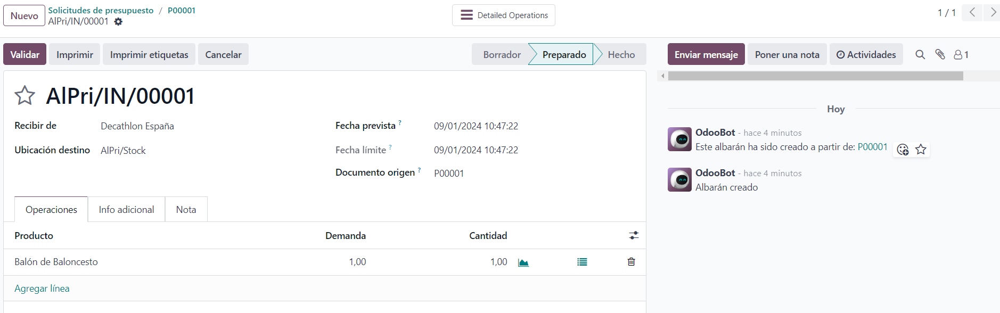 Nuevo
Solicitudes de presupuesto / P00001
AlPri/IN/00001
Detailed Operations
1 / 1
Validar
Imprimir
Imprimir etiquetas
Cancelar
Borrador
Preparado
Hecho
Enviar mensaje
Poner una nota
Actividades
1
AlPri/IN/00001
Recibir de
Decathlon España
Fecha prevista ?
09/01/2024 10:47:22
Ubicación destino
AlPri/Stock
Fecha límite ?
09/01/2024 10:47:22
Documento origen ?
P00001
Operaciones
Info adicional
Nota
Producto
Demanda
Cantidad
Balón de Baloncesto
1,00
1,00
Agregar línea
Hoy
OdooBot - hace 4 minutos
Este albarán ha sido creado a partir de: P00001
OdooBot - hace 4 minutos
Albarán creado